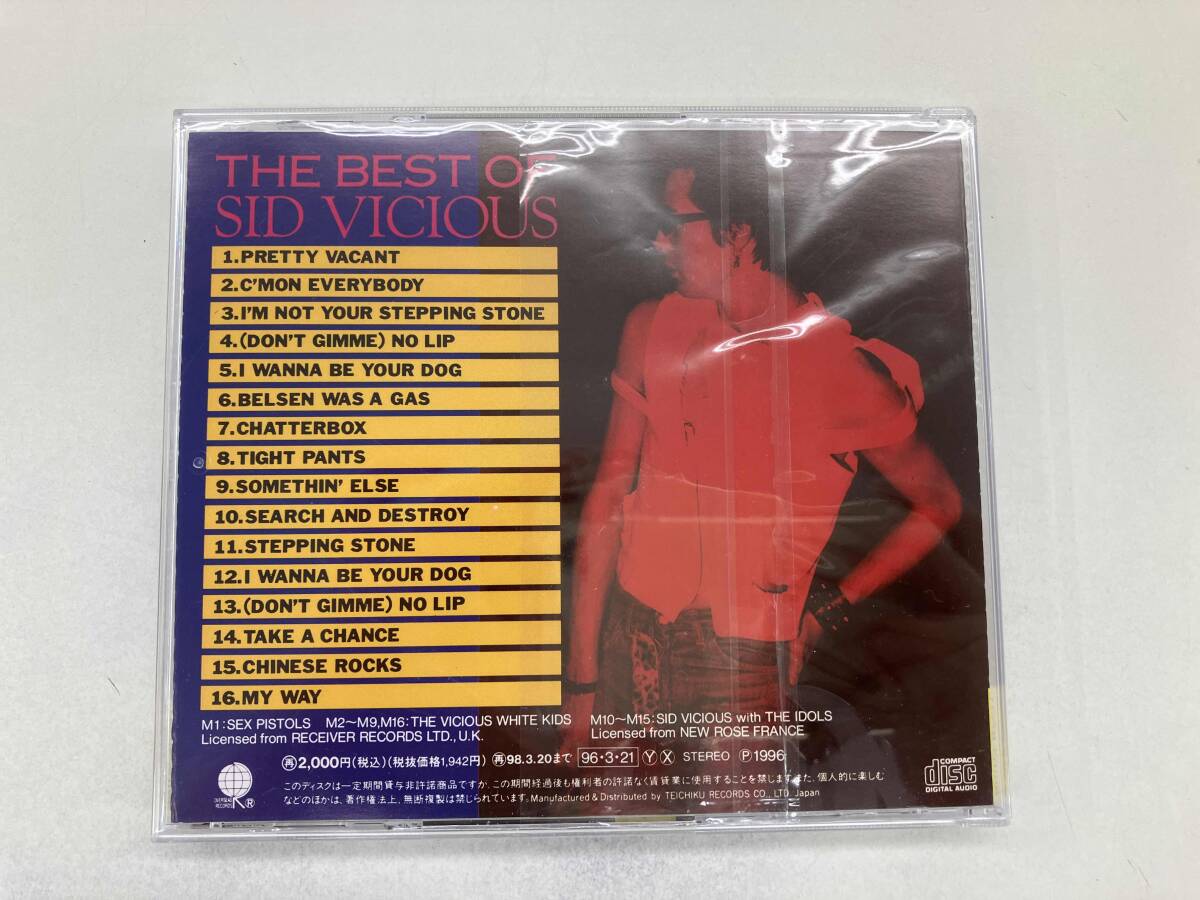 THE BEST OF
SID VICIOUS
1.PRETTY VACANT
2.C'MON EVERYBODY
3.I'M NOT YOUR STEPPING STONE
4.(DON'T GIMME) NO LIP
5.I WANNA BE YOUR DOG
6.BELSEN WAS A GAS
7.CHATTERBOX
8.TIGHT PANTS
9.SOMETHIN' ELSE
10.SEARCH AND DESTROY
11.STEPPING STONE
12.I WANNA BE YOUR DOG
13.(DON'T GIMME) NO LIP
14.TAKE A CHANCE
15.CHINESE ROCKS
16.MY WAY
M1:SEX PISTOLS M2〜M9,M16:THE VICIOUS WHITE KIDS M10〜M15:SID VICIOUS with THE IDOLS
Licensed from RECEIVER RECORDS LTD., U.K. Licensed from NEW ROSE FRANCE
㊢2,000円(税込)(税抜価格1,942円) 再98.3.20まで 96・3・21 Ⓨ Ⓧ STEREO Ⓟ1996
このディスクは一定期間貸与非許諾商品ですが、この期間経過後も権利者の許諾なく賃貸業に使用することを禁じます。また、個人的に楽しむ
などのほかは、著作権法上、無断複製は禁じられています。Manufactured & Distributed by TEICHIKU RECORDS CO., LTD. Japan
OVERSEAS RECORDS ®
COMPACT
disc
DIGITAL AUDIO